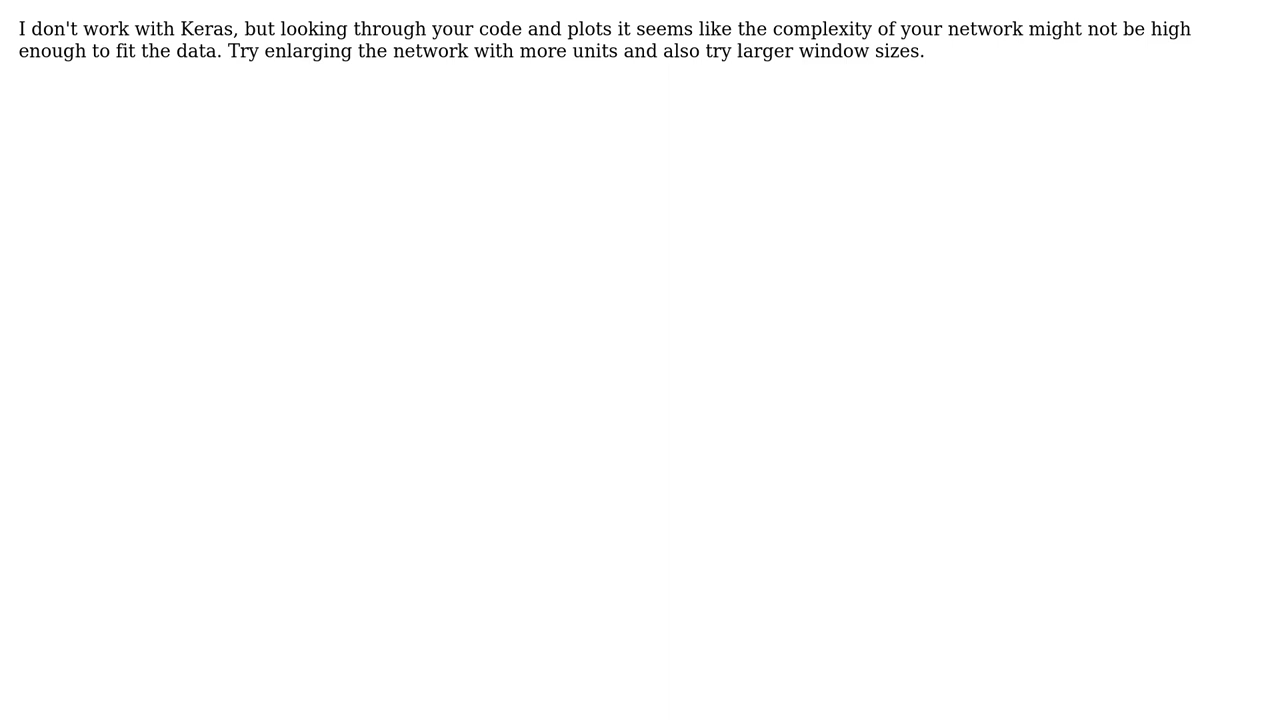 I don't work with Keras, but looking through your code and plots it seems like the complexity of your network might not be high
enough to fit the data. Try enlarging the network with more units and also try larger window sizes.